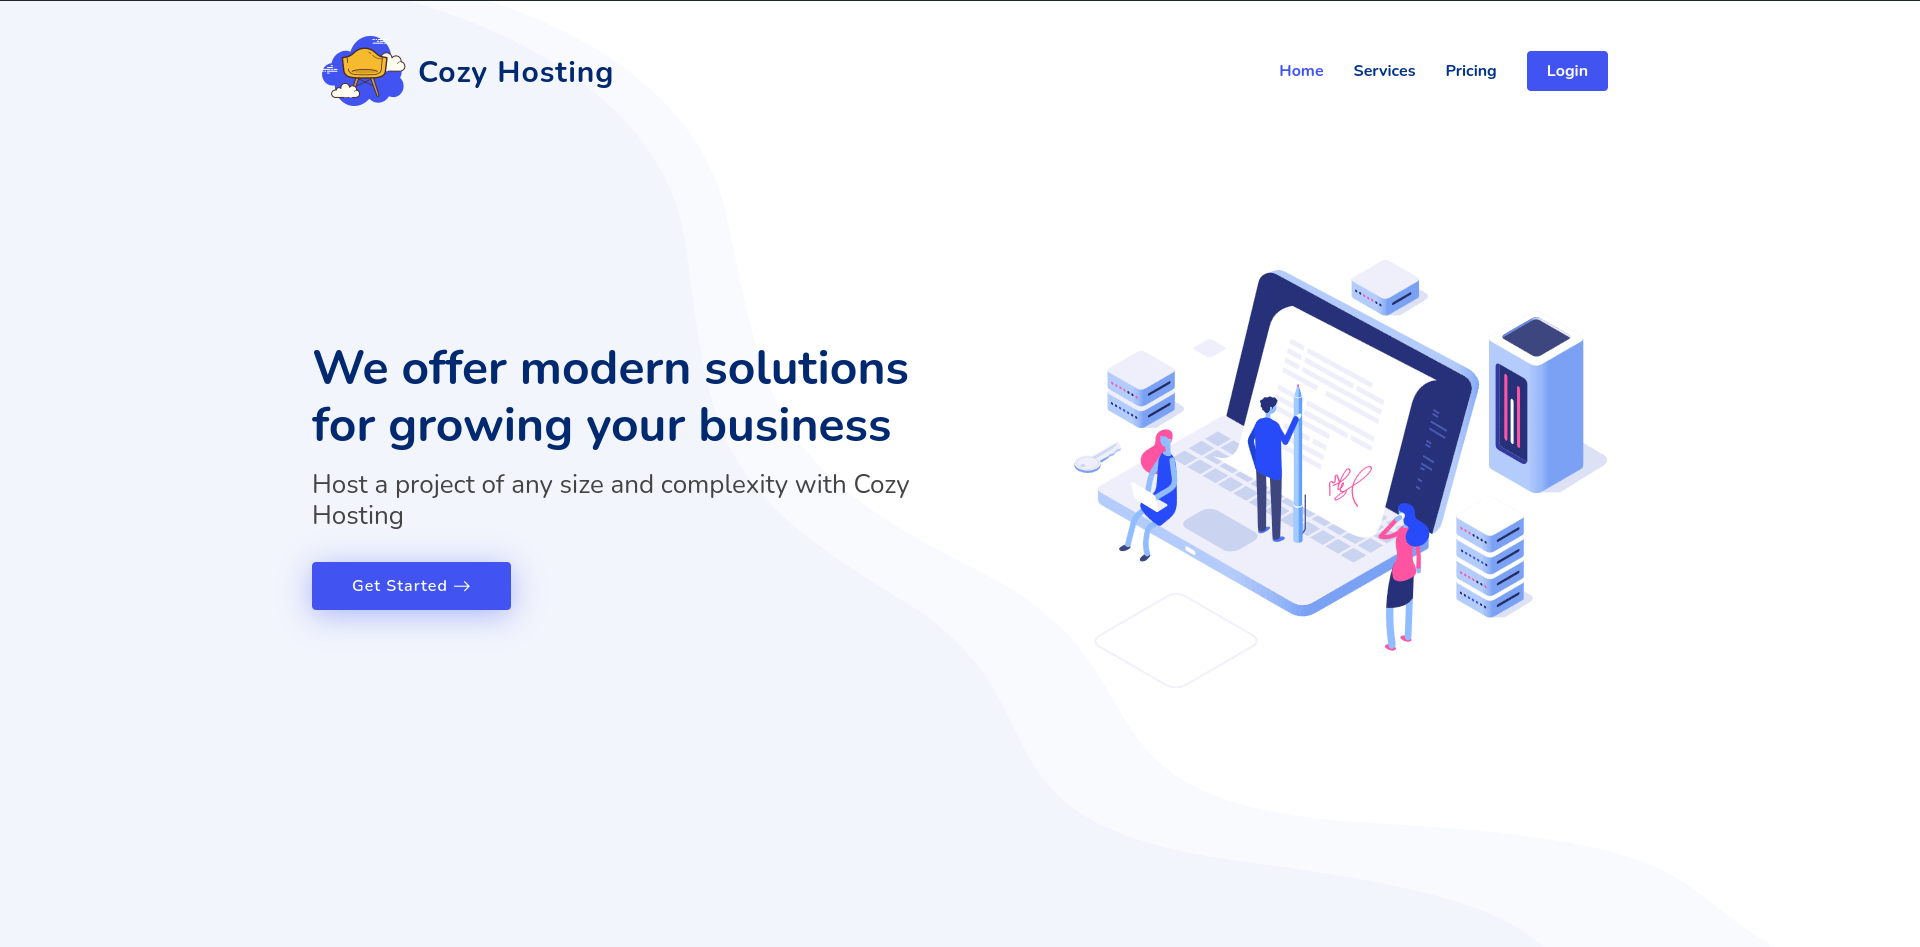 Cozy Hosting
Home Services Pricing Login
We offer modern solutions
for growing your business
Host a project of any size and complexity with Cozy
Hosting
Get Started →